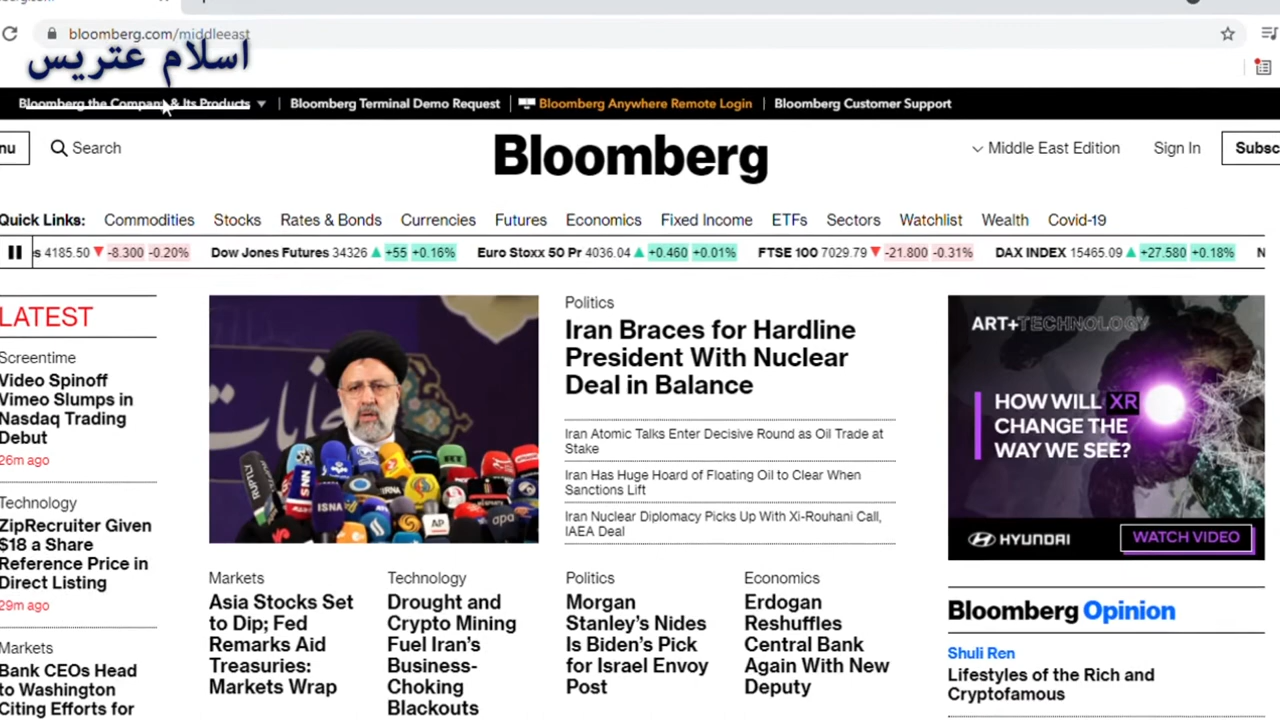 bloomberg.com/middleeast
اسلام عتريس
Bloomberg the Company & Its Products
Bloomberg Terminal Demo Request
Bloomberg Anywhere Remote Login
Bloomberg Customer Support
nu
Search
Bloomberg
Middle East Edition
Sign In
Subsc
Quick Links:
Commodities
Stocks
Rates & Bonds
Currencies
Futures
Economics
Fixed Income
ETFs
Sectors
Watchlist
Wealth
Covid-19
s 4185.50 ▼ -8.300 -0.20%
Dow Jones Futures 34326 ▲ +55 +0.16%
Euro Stoxx 50 Pr 4036.04 ▲ +0.460 +0.01%
FTSE 100 7029.79 ▼ -21.800 -0.31%
DAX INDEX 15465.09 ▲ +27.580 +0.18%
N
LATEST
Screentime
Video Spinoff
Vimeo Slumps in
Nasdaq Trading
Debut
26m ago
Technology
ZipRecruiter Given
$18 a Share
Reference Price in
Direct Listing
29m ago
Markets
Bank CEOs Head
to Washington
Citing Efforts for
RUPTLY
SNN
ISNA
IRNA
RT
AP
apa
Politics
Iran Braces for Hardline
President With Nuclear
Deal in Balance
Iran Atomic Talks Enter Decisive Round as Oil Trade at
Stake
Iran Has Huge Hoard of Floating Oil to Clear When
Sanctions Lift
Iran Nuclear Diplomacy Picks Up With Xi-Rouhani Call,
IAEA Deal
Markets
Asia Stocks Set
to Dip; Fed
Remarks Aid
Treasuries:
Markets Wrap
Technology
Drought and
Crypto Mining
Fuel Iran's
Business-
Choking
Blackouts
Politics
Morgan
Stanley's Nides
Is Biden's Pick
for Israel Envoy
Post
Economics
Erdogan
Reshuffles
Central Bank
Again With New
Deputy
ART+TECHNOLOGY
HOW WILL XR
CHANGE THE
WAY WE SEE?
HYUNDAI
WATCH VIDEO
Bloomberg Opinion
Shuli Ren
Lifestyles of the Rich and
Cryptofamous